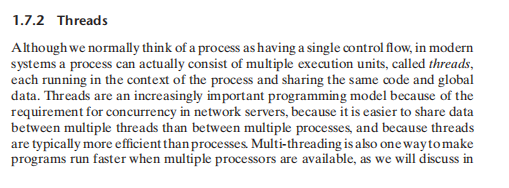 1.7.2 Threads
Although we normally think of a process as having a single control flow, in modern
systems a process can actually consist of multiple execution units, called threads,
each running in the context of the process and sharing the same code and global
data. Threads are an increasingly important programming model because of the
requirement for concurrency in network servers, because it is easier to share data
between multiple threads than between multiple processes, and because threads
are typically more efficient than processes. Multi-threading is also one way to make
programs run faster when multiple processors are available, as we will discuss in